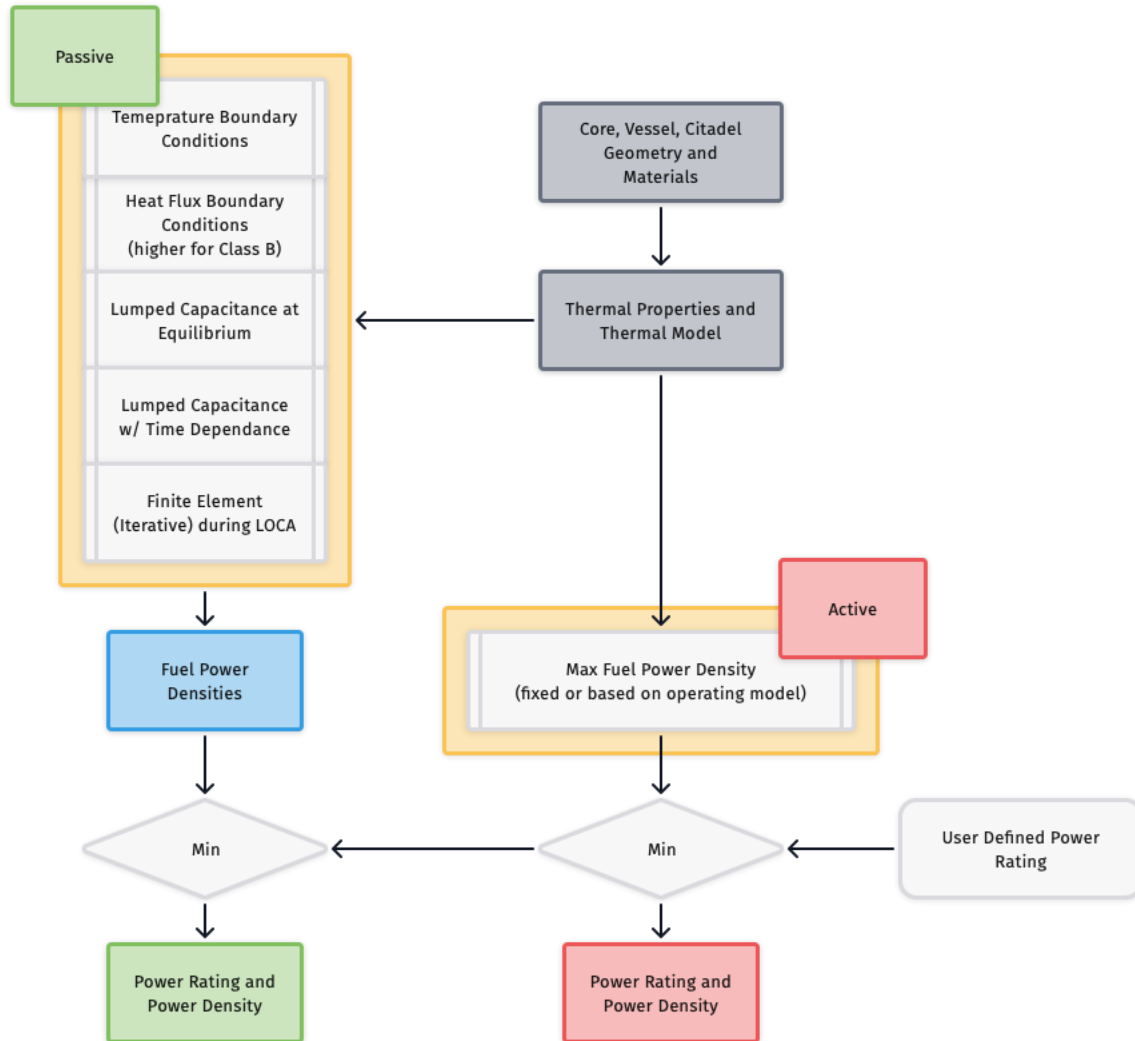 Passive
Temeprature Boundary
Conditions
Heat Flux Boundary
Conditions
(higher for Class B)
Lumped Capacitance at
Equilibrium
Lumped Capacitance
w/ Time Dependance
Finite Element
(Iterative) during LOCA
Core, Vessel, Citadel
Geometry and
Materials
Thermal Properties and
Thermal Model
Active
Fuel Power
Densities
Max Fuel Power Density
(fixed or based on operating model)
Min
Min
User Defined Power
Rating
Power Rating and
Power Density
Power Rating and
Power Density